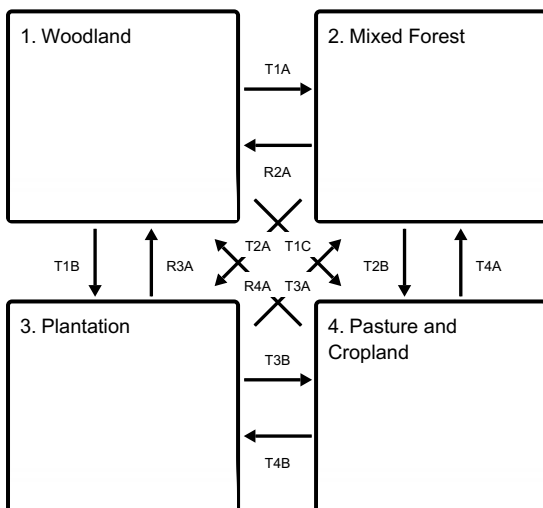 1. Woodland
2. Mixed Forest
T1A
R2A
T1B
R3A
T2A
T1C
T2B
T4A
R4A
T3A
3. Plantation
4. Pasture and
Cropland
T3B
T4B